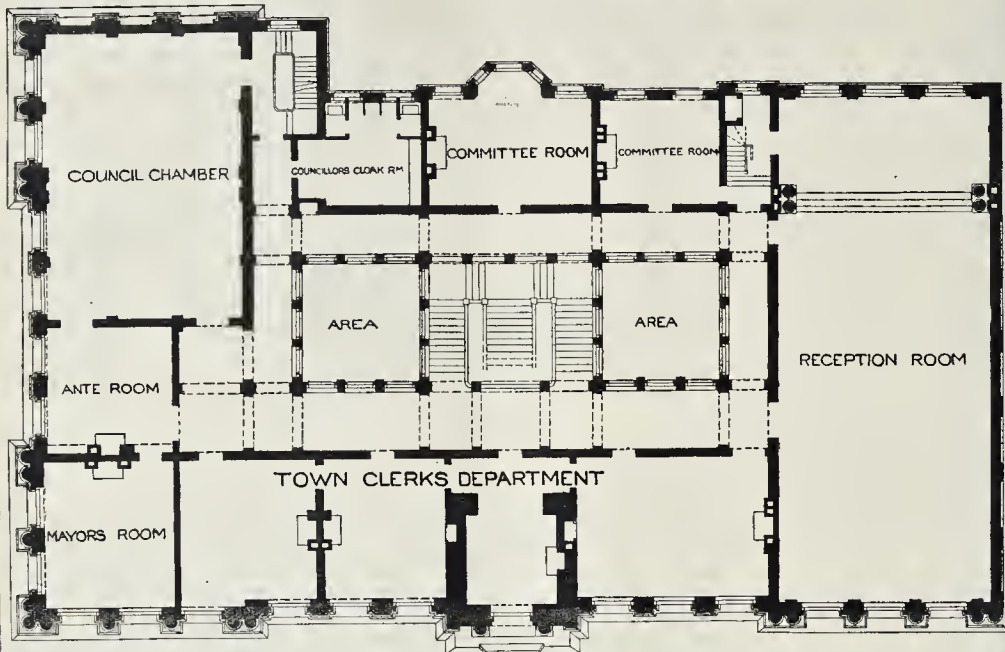 COUNCIL CHAMBER
COUNCILLORS CLOAK RM
COMMITTEE ROOM
COMMITTEE ROOM
AREA
AREA
RECEPTION ROOM
ANTE ROOM
TOWN CLERKS DEPARTMENT
MAYORS ROOM